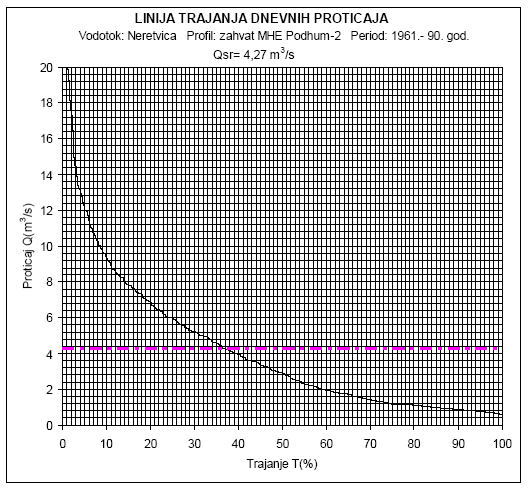 LINIJA TRAJANJA DNEVNIH PROTICAJA
Vodotok: Neretvica Profil: zahvat MHE Podhum-2 Period: 1961.- 90. god.
Qsr= 4,27 m³/s
Proticaj Q(m³/s)
20
18
16
14
12
10
8
6
4
2
0
0 10 20 30 40 50 60 70 80 90 100
Trajanje T(%)